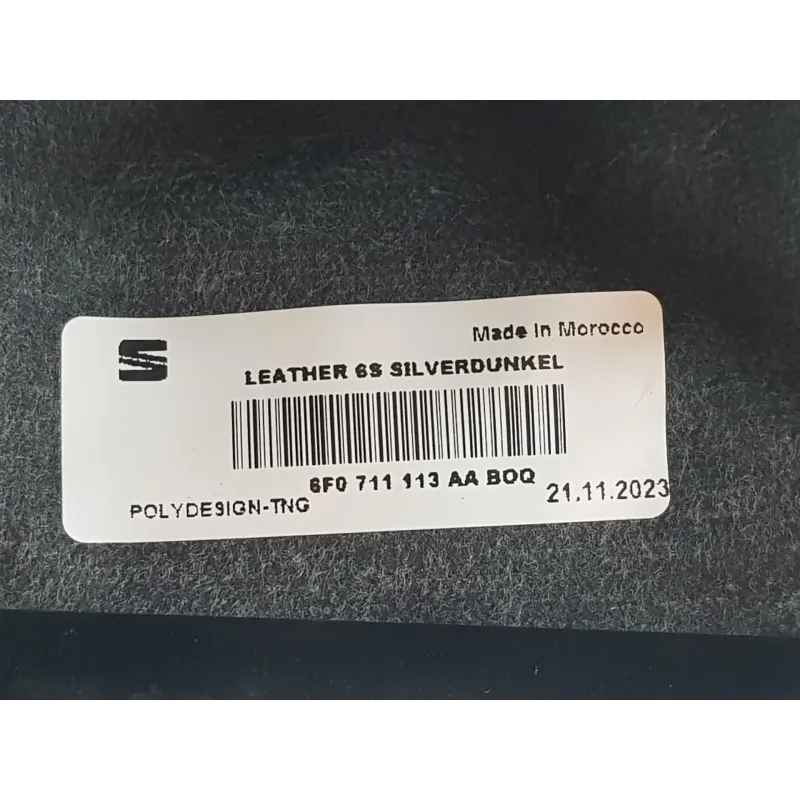 Made in Morocco
LEATHER 6S SILVERDUNKEL
6F0 711 113 AA BOQ
POLYDESIGN-TNG
21.11.2023